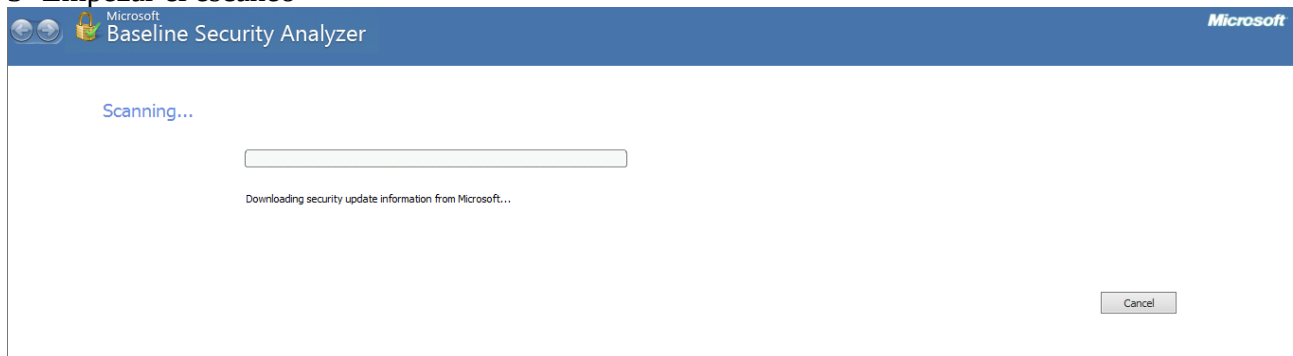 Microsoft
Baseline Security Analyzer
Microsoft
Scanning...
Downloading security update information from Microsoft...
Cancel